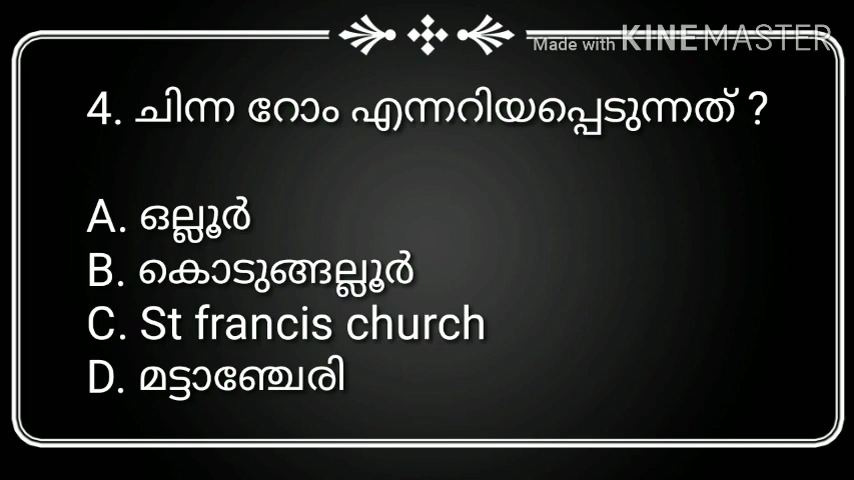 Made with KINEMASTER
4. ചിന്ന റോം എന്നറിയപ്പെടുന്നത് ?
A. ഒല്ലൂർ
B. കൊടുങ്ങല്ലൂർ
C. St francis church
D. മട്ടാഞ്ചേരി